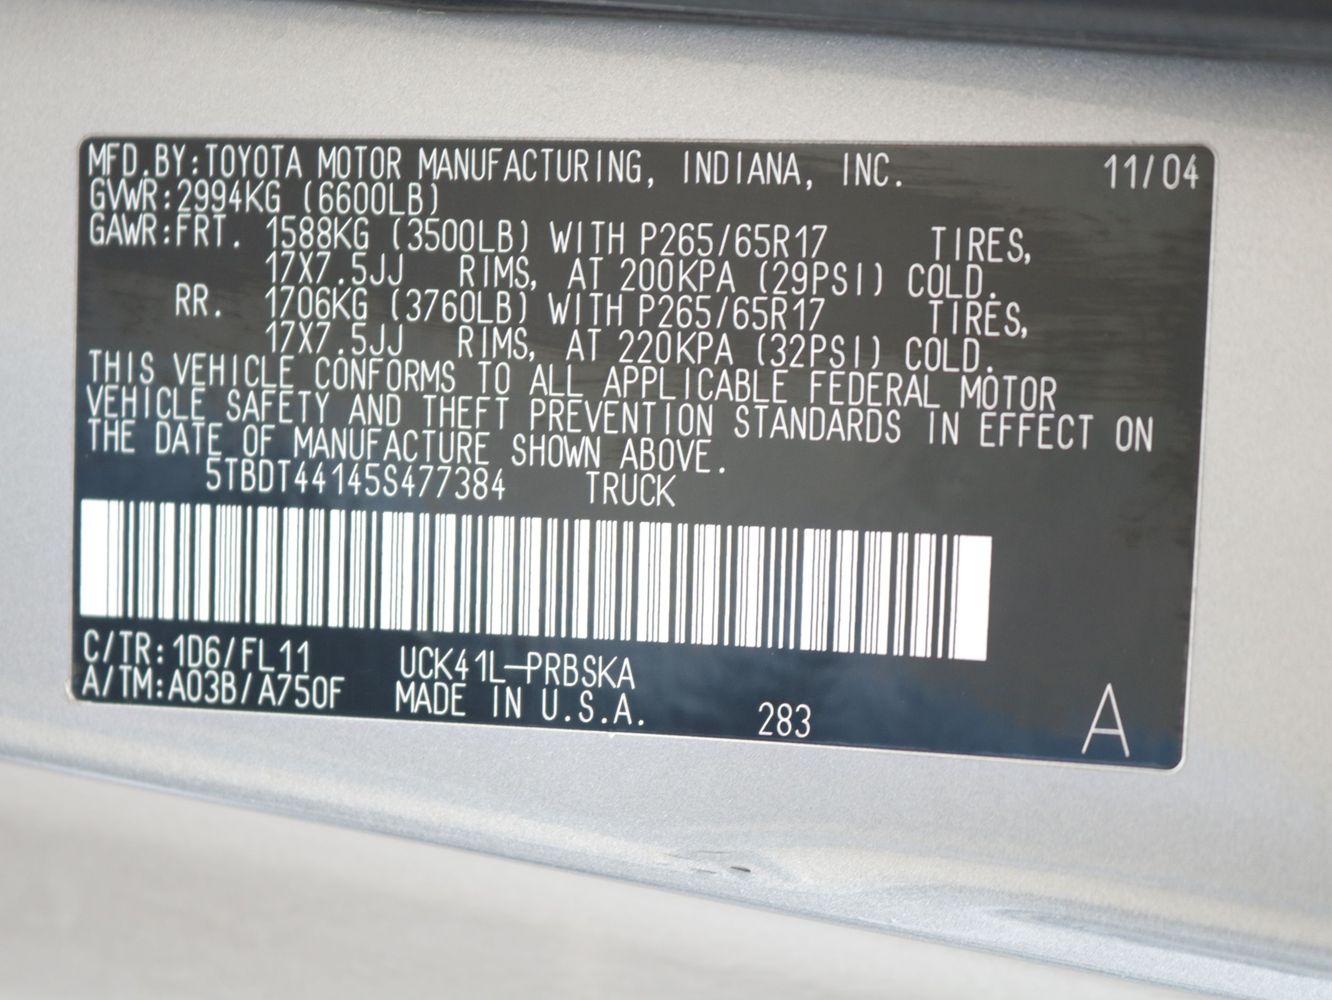 MFD.BY:TOYOTA MOTOR MANUFACTURING, INDIANA, INC. 11/04
GVWR:2994KG (6600LB)
GAWR:FRT. 1588KG (3500LB) WITH P265/65R17 TIRES,
17X7.5JJ RIMS, AT 200KPA (29PSI) COLD.
RR. 1706KG (3760LB) WITH P265/65R17 TIRES,
17X7.5JJ RIMS, AT 220KPA (32PSI) COLD.
THIS VEHICLE CONFORMS TO ALL APPLICABLE FEDERAL MOTOR
VEHICLE SAFETY AND THEFT PREVENTION STANDARDS IN EFFECT ON
THE DATE OF MANUFACTURE SHOWN ABOVE.
5TBDT44145S477384 TRUCK
C/TR:1D6/FL11 UCK41L-PRBSKA
A/TM:A03B/A750F MADE IN U.S.A. 283 A